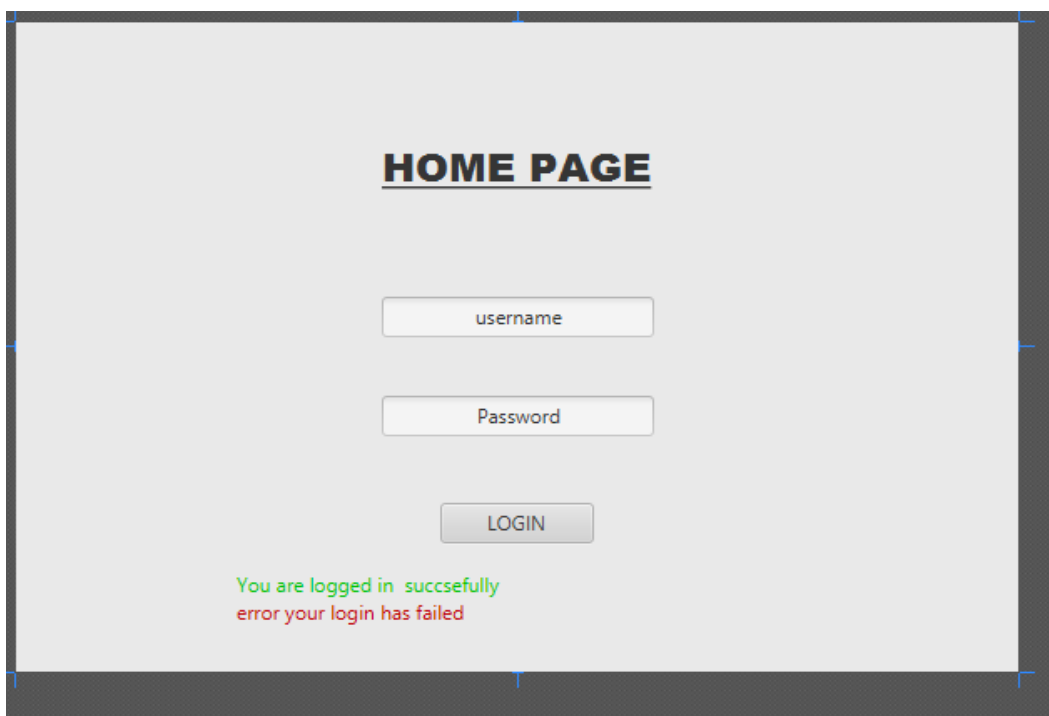 HOME PAGE
username
Password
LOGIN
You are logged in  succsefully
error your login has failed